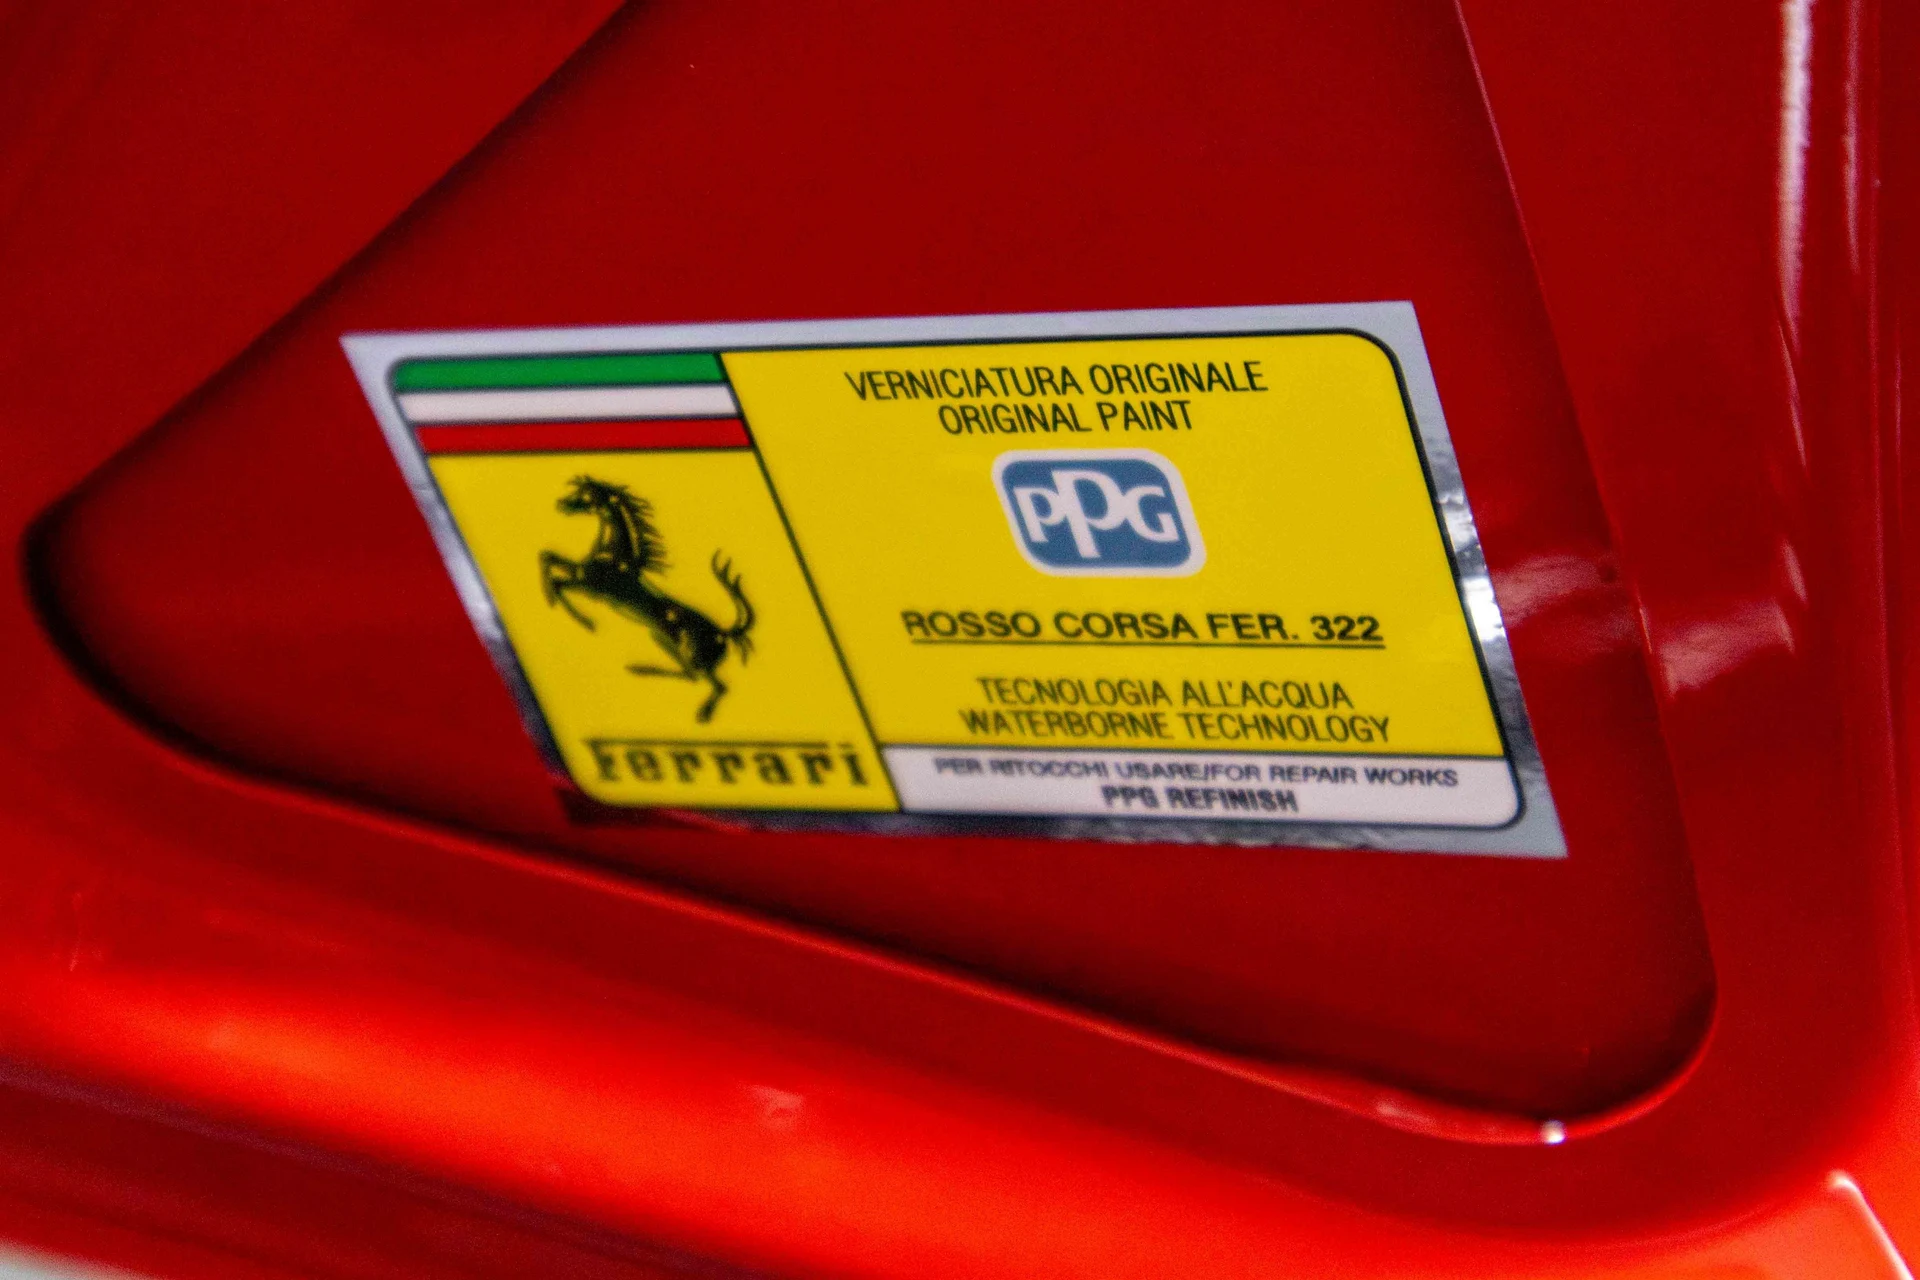 VERNICIATURA ORIGINALE
ORIGINAL PAINT
PPG
ROSSO CORSA FER. 322
TECNOLOGIA ALL'ACQUA
WATERBORNE TECHNOLOGY
Ferrari
PER RITOCCHI USARE/FOR REPAIR WORKS
PPG REFINISH